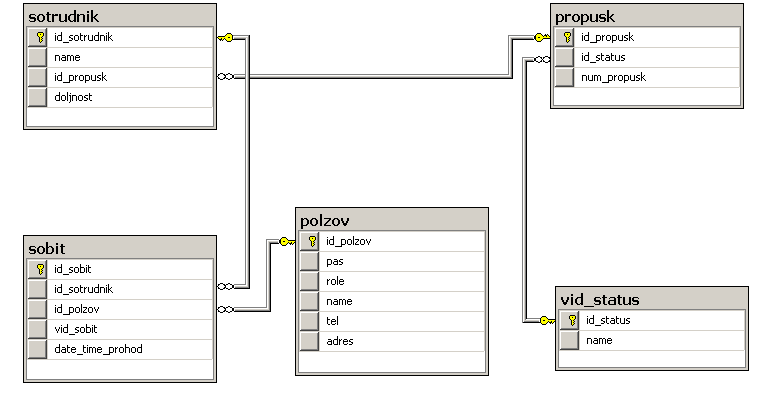 sotrudnik
id_sotrudnik
name
id_propusk
doljnost
propusk
id_propusk
id_status
num_propusk
sobit
id_sobit
id_sotrudnik
id_polzov
vid_sobit
date_time_prohod
polzov
id_polzov
pas
role
name
tel
adres
vid_status
id_status
name